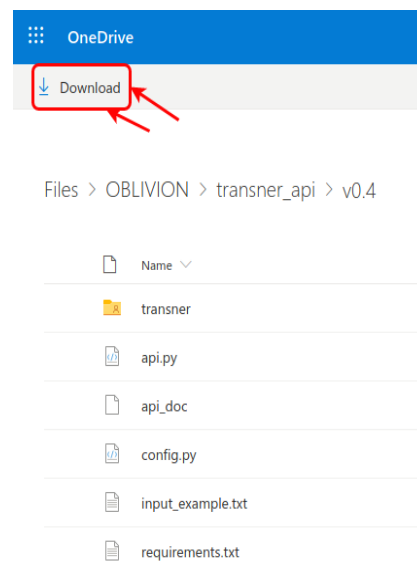 OneDrive
Download
Files > OBLIVION > transner_api > v0.4
Name
transner
api.py
api_doc
config.py
input_example.txt
requirements.txt